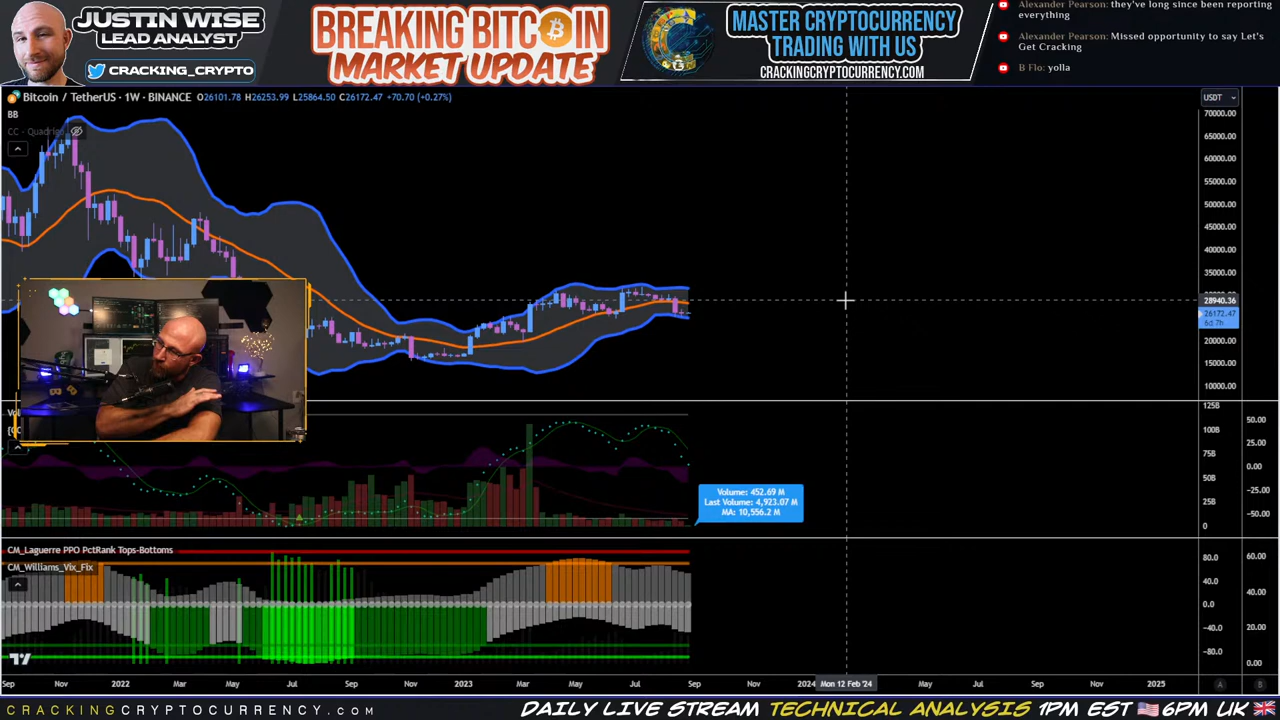 JUSTIN WISE
LEAD ANALYST
CRACKING_CRYPTO
BREAKING BITCOIN
MARKET UPDATE
MASTER CRYPTOCURRENCY
TRADING WITH US
CRACKINGCRYPTOCURRENCY.COM
Alexander Pearson: they've long since been reporting
everything
Alexander Pearson: Missed opportunity to say Let's
Get Cracking
B Flo: yolla
Bitcoin / TetherUS · 1W · BINANCE O26101.78 H26253.99 L25864.50 C26172.47 +70.70 (+0.27%)
USDT
BB
CC - Quadri
70000.00
65000.00
60000.00
55000.00
50000.00
45000.00
40000.00
35000.00
28940.36
26172.47
6d 7h
20000.00
15000.00
10000.00
125B
100B
75B
50B
25B
0
50.00
25.00
0.00
−25.00
−50.00
Volume: 452.69 M
Last Volume: 4,923.07 M
MA: 10,556.2 M
CM_Laguerre PPO PctRank Tops-Bottoms
CM_Williams_Vix_Fix
80.0
40.0
0.0
−40.0
−80.0
60.00
40.00
20.00
0.00
Sep Nov 2022 Mar May Jul Sep Nov 2023 Mar May Jul Sep Nov 2024 Mon 12 Feb '24 May Jul Sep Nov 2025
A B
CRACKINGCRYPTOCURRENCY.COM
DAILY LIVE STREAM TECHNICAL ANALYSIS 1PM EST 6PM UK